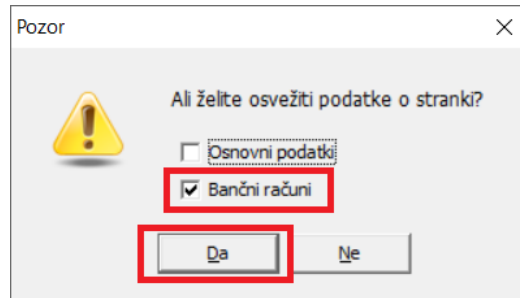 Pozor
Ali želite osvežiti podatke o stranki?
Osnovni podatki
Bančni računi
Da
Ne